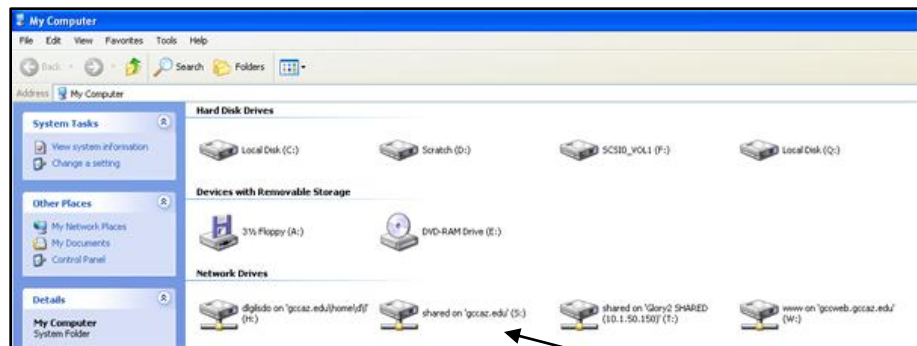 My Computer
File Edit View Favorites Tools Help
Back Search Folders
Address My Computer
System Tasks
View system information
Change a setting
Other Places
My Network Places
My Documents
Control Panel
Details
My Computer
System Folder
Hard Disk Drives
Local Disk (C:) Scratch (D:) SCSI0_VOL1 (F:) Local Disk (Q:)
Devices with Removable Storage
3½ Floppy (A:) DVD-RAM Drive (E:)
Network Drives
shared on 'gccaz.edu' (S:)
shared on 'Glory2 SHARED
(10.1.50.150)' (T:)
www on 'gccweb.gccaz.edu'
(W:)
(H:)